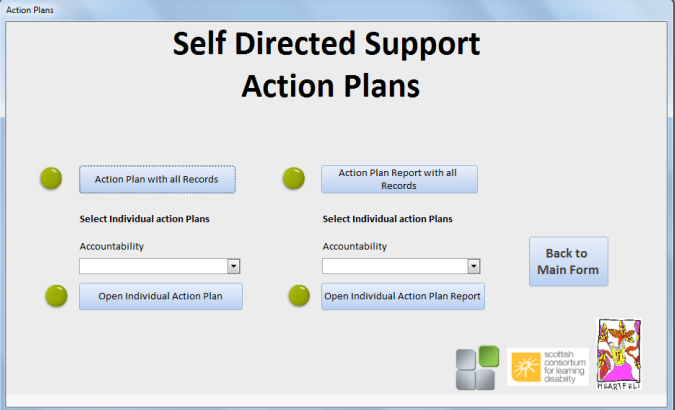 Action Plans
Self Directed Support
Action Plans
Action Plan with all Records
Action Plan Report with all
Records
Select Individual action Plans
Select Individual action Plans
Accountability
Accountability
Back to
Main Form
Open Individual Action Plan
Open Individual Action Plan Report
scottish
consortium
for learning
disability
HEARTFELT